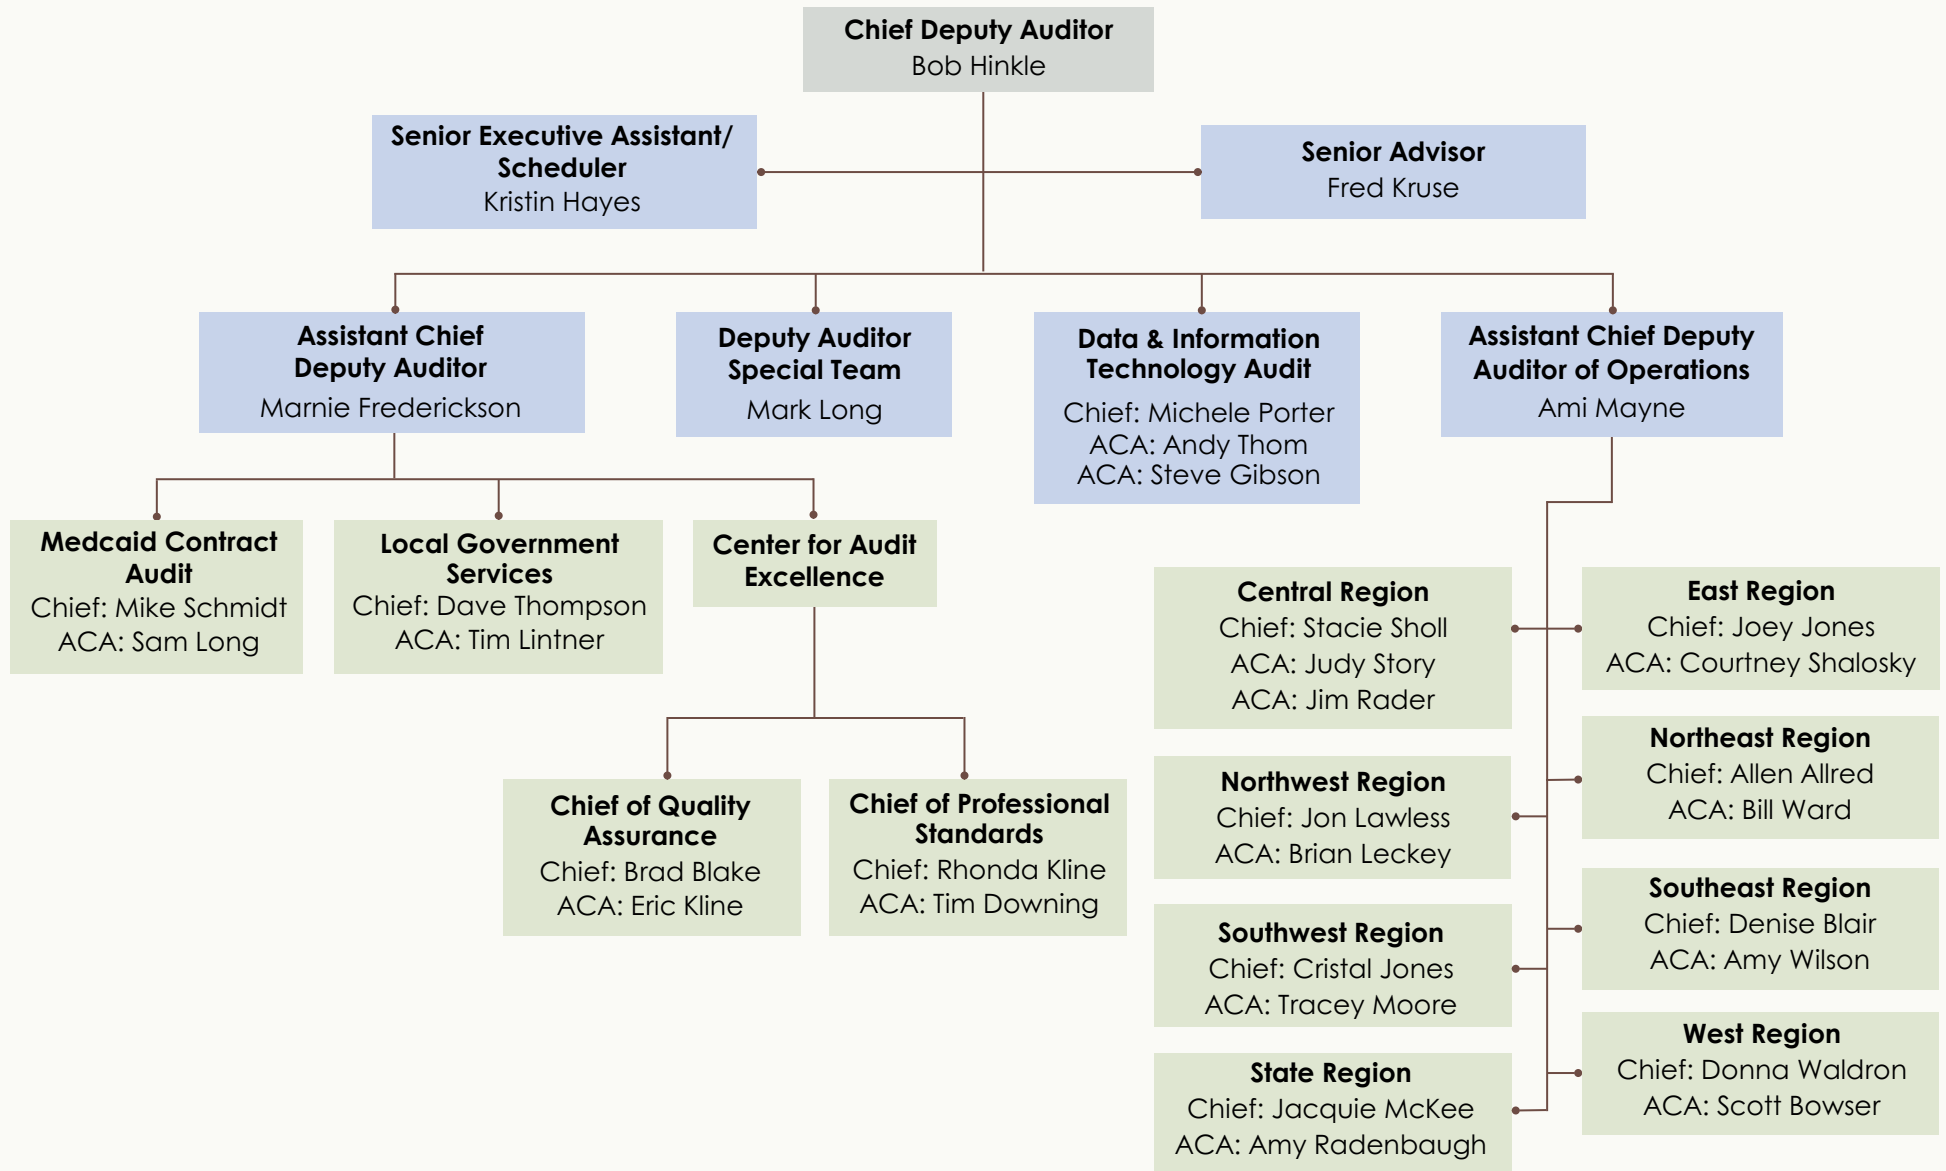 Chief Deputy Auditor
Bob Hinkle
Senior Executive Assistant/
Scheduler
Kristin Hayes
Senior Advisor
Fred Kruse
Assistant Chief
Deputy Auditor
Marnie Frederickson
Deputy Auditor
Special Team
Mark Long
Data & Information
Technology Audit
Chief: Michele Porter
ACA: Andy Thom
ACA: Steve Gibson
Assistant Chief Deputy
Auditor of Operations
Ami Mayne
Medcaid Contract
Audit
Chief: Mike Schmidt
ACA: Sam Long
Local Government
Services
Chief: Dave Thompson
ACA: Tim Lintner
Center for Audit
Excellence
Chief of Quality
Assurance
Chief: Brad Blake
ACA: Eric Kline
Chief of Professional
Standards
Chief: Rhonda Kline
ACA: Tim Downing
Central Region
Chief: Stacie Sholl
ACA: Judy Story
ACA: Jim Rader
East Region
Chief: Joey Jones
ACA: Courtney Shalosky
Northwest Region
Chief: Jon Lawless
ACA: Brian Leckey
Northeast Region
Chief: Allen Allred
ACA: Bill Ward
Southwest Region
Chief: Cristal Jones
ACA: Tracey Moore
Southeast Region
Chief: Denise Blair
ACA: Amy Wilson
State Region
Chief: Jacquie McKee
ACA: Amy Radenbaugh
West Region
Chief: Donna Waldron
ACA: Scott Bowser